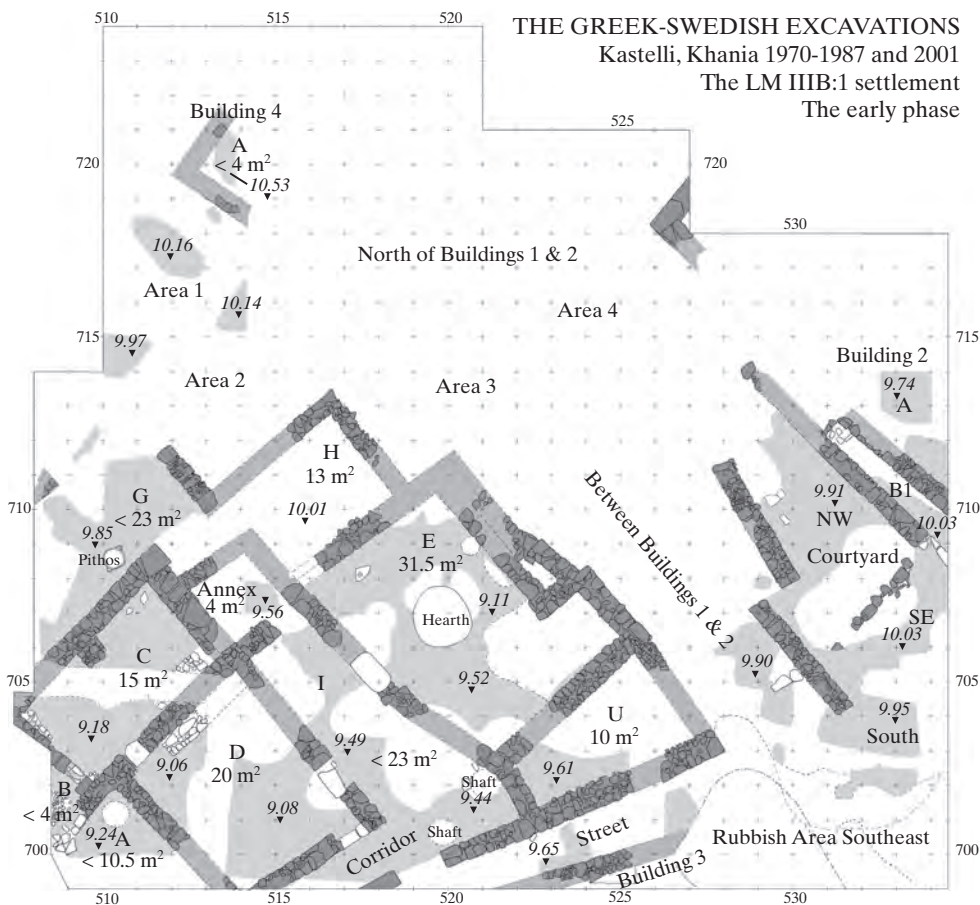 THE GREEK-SWEDISH EXCAVATIONS
Kastelli, Khania 1970-1987 and 2001
The LM IIIB:1 settlement
The early phase
510
515
520
525
530
720
720
715
715
710
710
705
705
700
700
510
515
520
525
530
Building 4
A
< 4 m²
10.53
10.16
Area 1
10.14
9.97
North of Buildings 1 & 2
Area 4
Area 2
Area 3
Building 2
9.74
A
H
13 m²
10.01
G
< 23 m²
9.85
Pithos
E
31.5 m²
9.11
Hearth
9.52
Between Buildings 1 & 2
9.91
NW
B1
10.03
Courtyard
SE
10.03
9.90
9.95
South
Annex
4 m²
9.56
C
15 m²
9.18
I
9.49
< 23 m²
U
10 m²
9.61
D
20 m²
9.06
9.08
B
< 4 m²
9.24
A
< 10.5 m²
Shaft
9.44
Shaft
Corridor
Street
9.65
Building 3
Rubbish Area Southeast